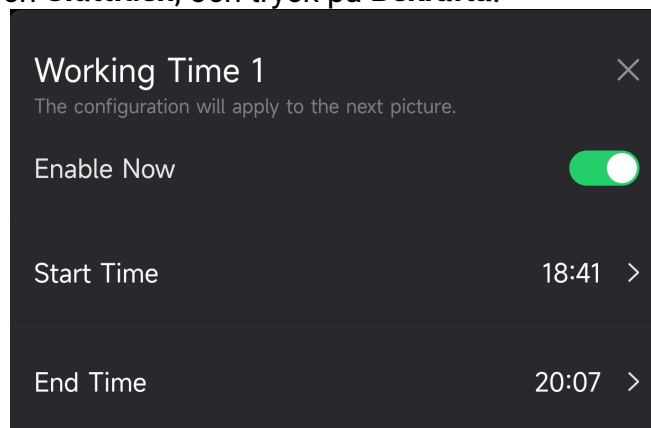 Working Time 1
The configuration will apply to the next picture.
Enable Now
Start Time 18:41
End Time 20:07